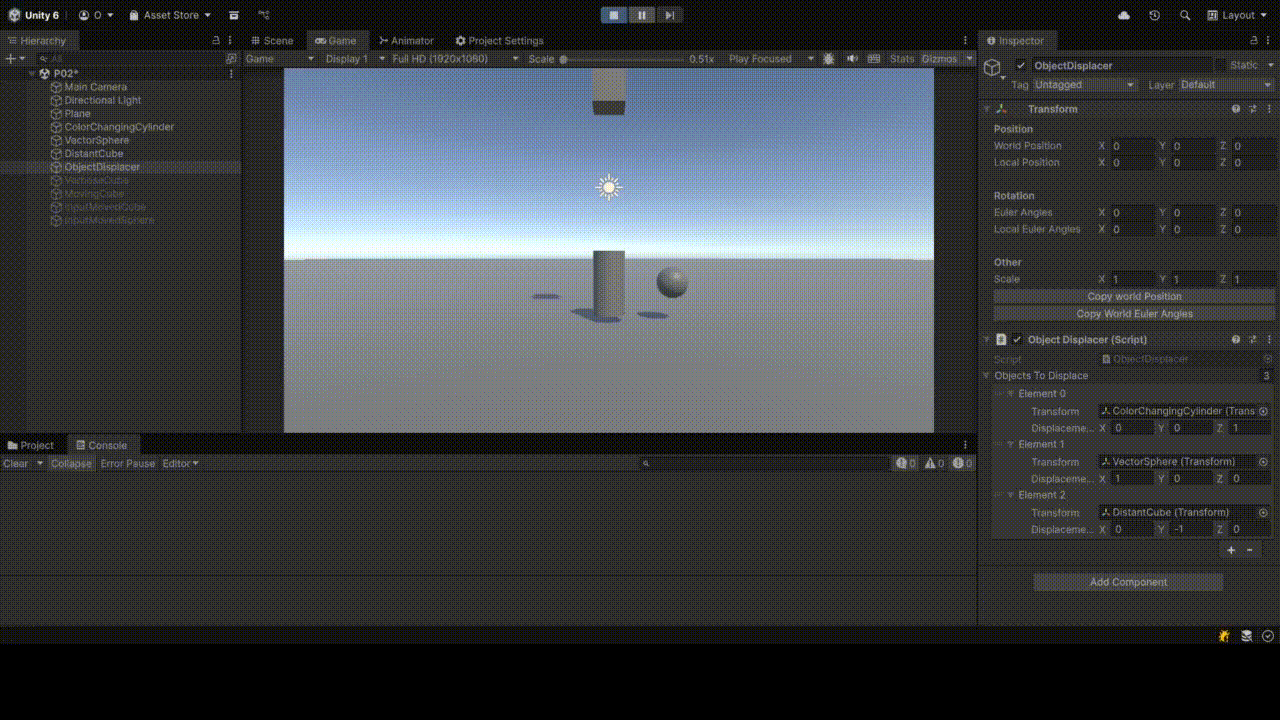 Unity 6 O Asset Store Layout
Hierarchy
All
P02*
Main Camera
Directional Light
Plane
ColorChangingCylinder
VactorSphere
DistantCube
ObjectDisplacer
MovingCube
InputMovedCube
InputMovedSphere
Scene Game Animator Project Settings
Game Display 1 Full HD (1920x1080) Scale 0.51x Play Focused Stats Gizmos
Project Console
Clear Collapse Error Pause Editor 0 0 0
Inspector
ObjectDisplacer Static
Tag Untagged Layer Default
Transform
Position
World Position X 0 Y 0 Z 0
Local Position X 0 Y 0 Z 0
Rotation
Euler Angles X 0 Y 0 Z 0
Local Euler Angles X 0 Y 0 Z 0
Other
Scale X 1 Y 1 Z 1
Copy world Position
Copy World Euler Angles
Object Displacer (Script)
Script ObjectDisplacer
Objects To Displace 3
Element 0
Transform ColorChangingCylinder (Trans
Displaceme... X 0 Y 0 Z 1
Element 1
Transform VactorSphere (Transform)
Displaceme... X 1 Y 0 Z 0
Element 2
Transform DistantCube (Transform)
Displaceme... X 0 Y -1 Z 0
+ -
Add Component